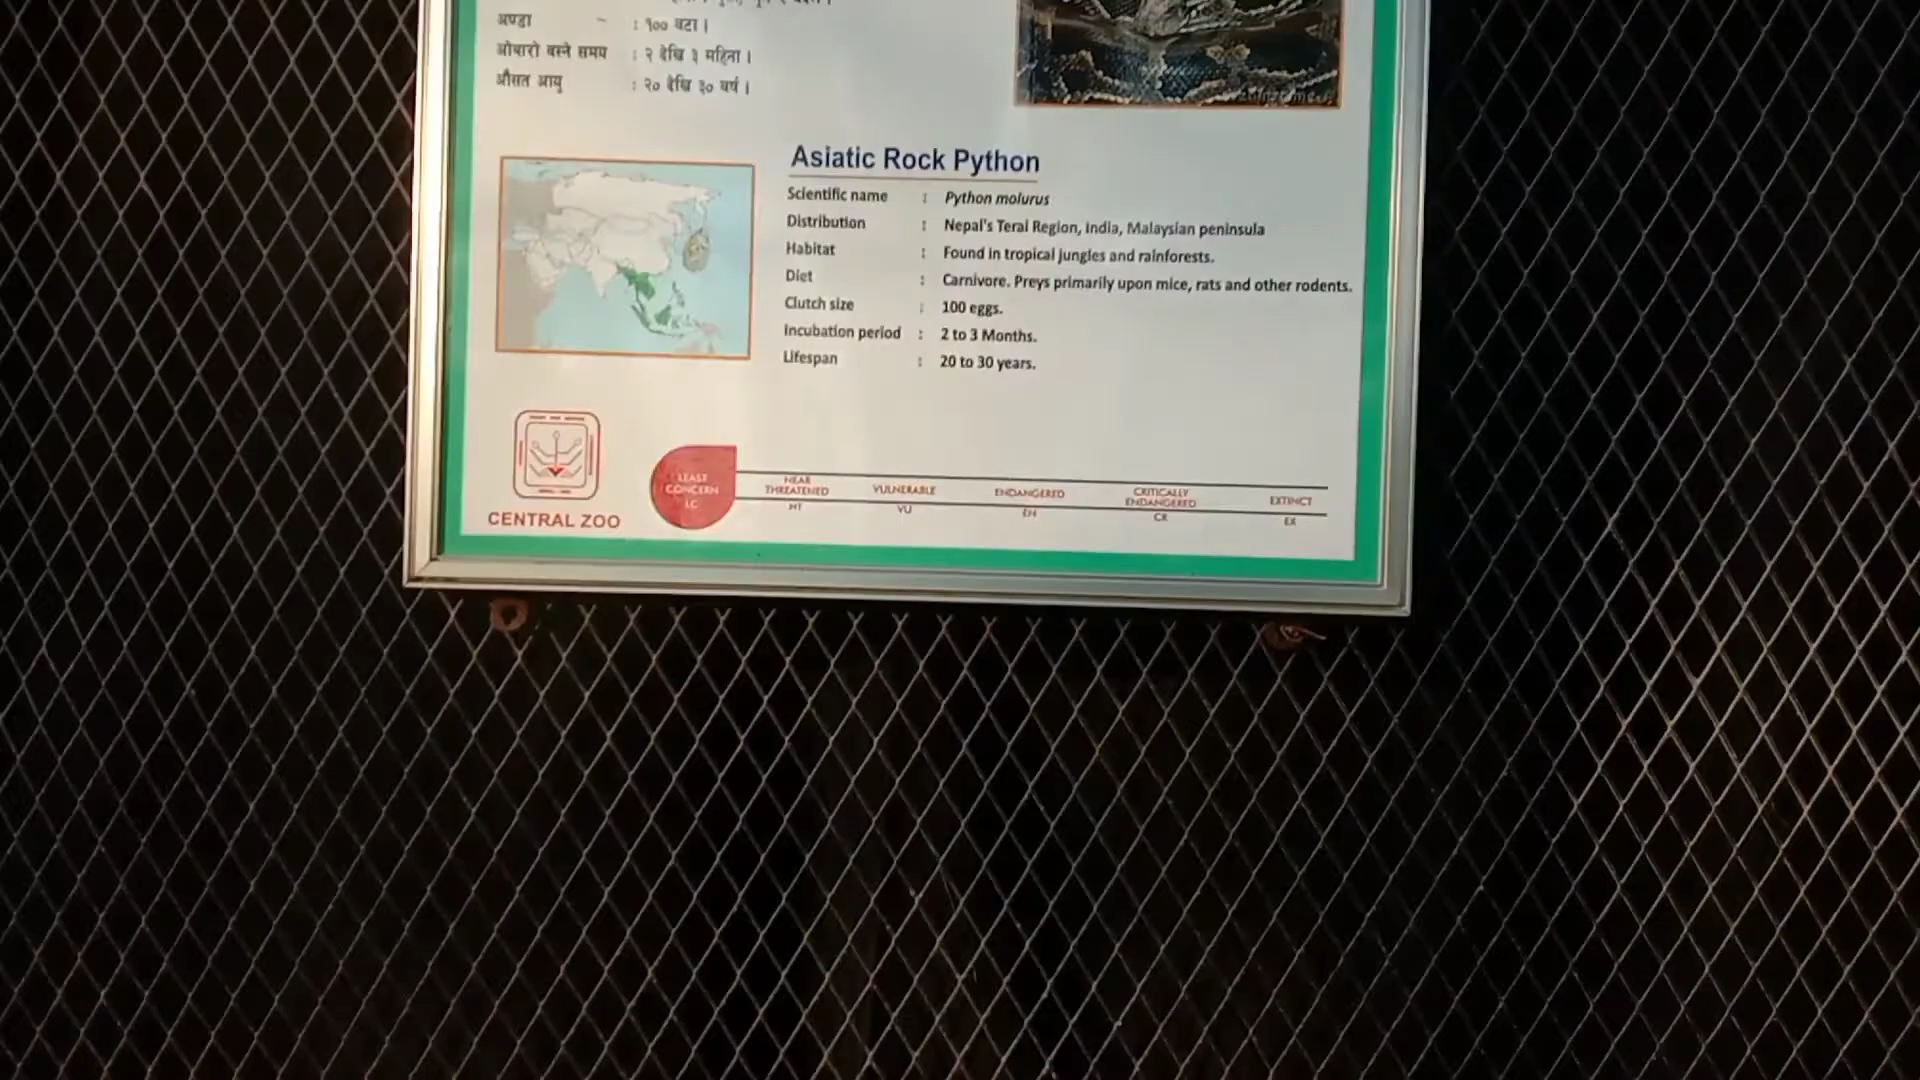 अण्डा : १०० वटा ।
ओथारो बस्ने समय : २ देखि ३ महिना ।
औसत आयु : २० देखि ३० वर्ष ।
Asiatic Rock Python
Scientific name : Python molurus
Distribution : Nepal's Terai Region, India, Malaysian peninsula
Habitat : Found in tropical jungles and rainforests.
Diet : Carnivore. Preys primarily upon mice, rats and other rodents.
Clutch size : 100 eggs.
Incubation period : 2 to 3 Months.
Lifespan : 20 to 30 years.
CENTRAL ZOO
LEAST CONCERN LC
NEAR THREATENED NT
VULNERABLE VU
ENDANGERED EN
CRITICALLY ENDANGERED CR
EXTINCT EX